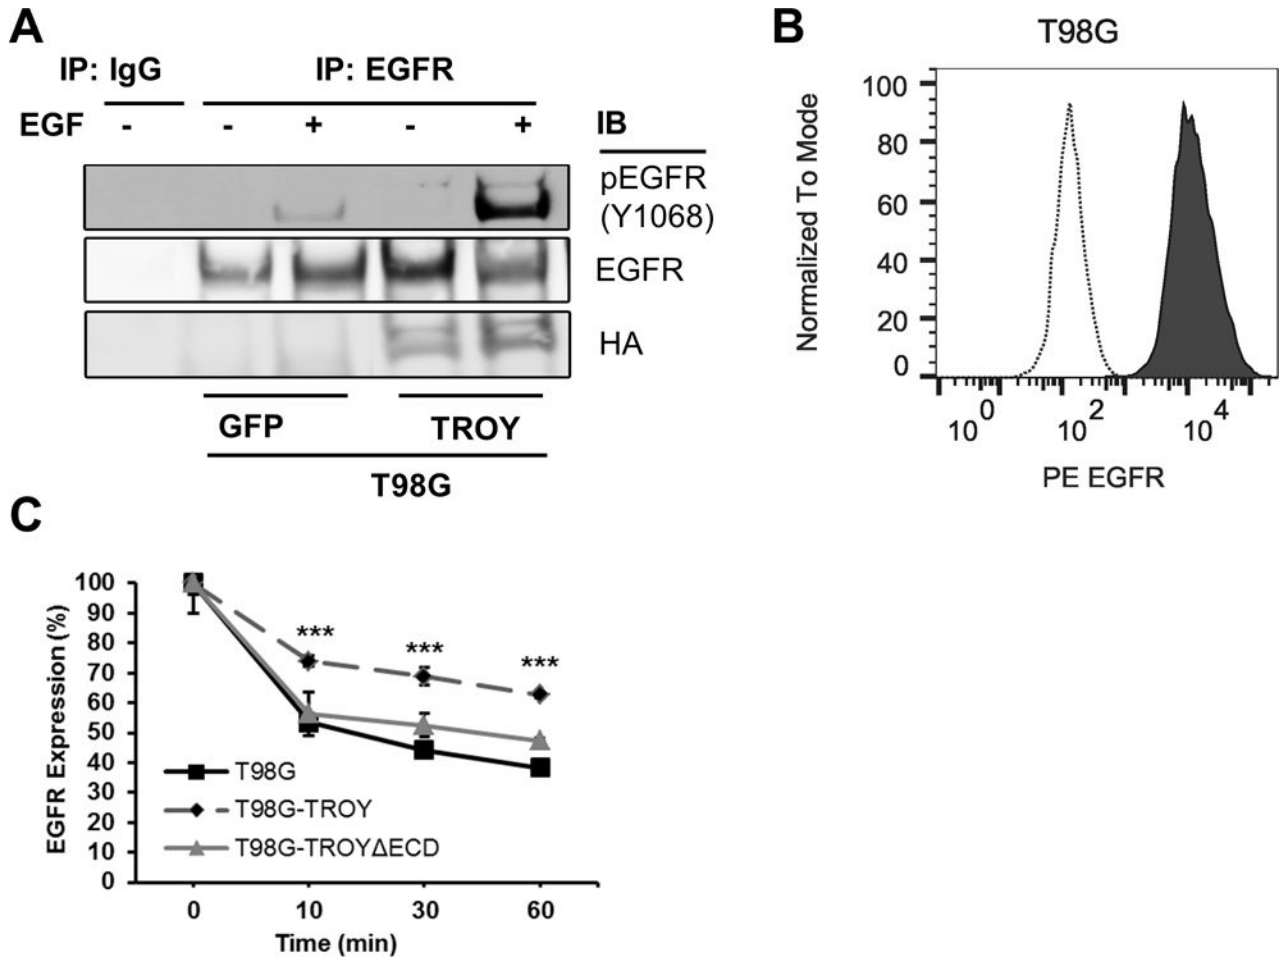 A
IP: IgG IP: EGFR
EGF - - + - + IB
pEGFR
(Y1068)
EGFR
HA
GFP TROY
T98G
B
T98G
Normalized To Mode
100
80
60
40
20
0
10^0 10^2 10^4
PE EGFR
C
EGFR Expression (%)
100
90
80
70
60
50
40
30
20
10
0
*** *** ***
T98G
T98G-TROY
T98G-TROYΔECD
0 10 30 60
Time (min)